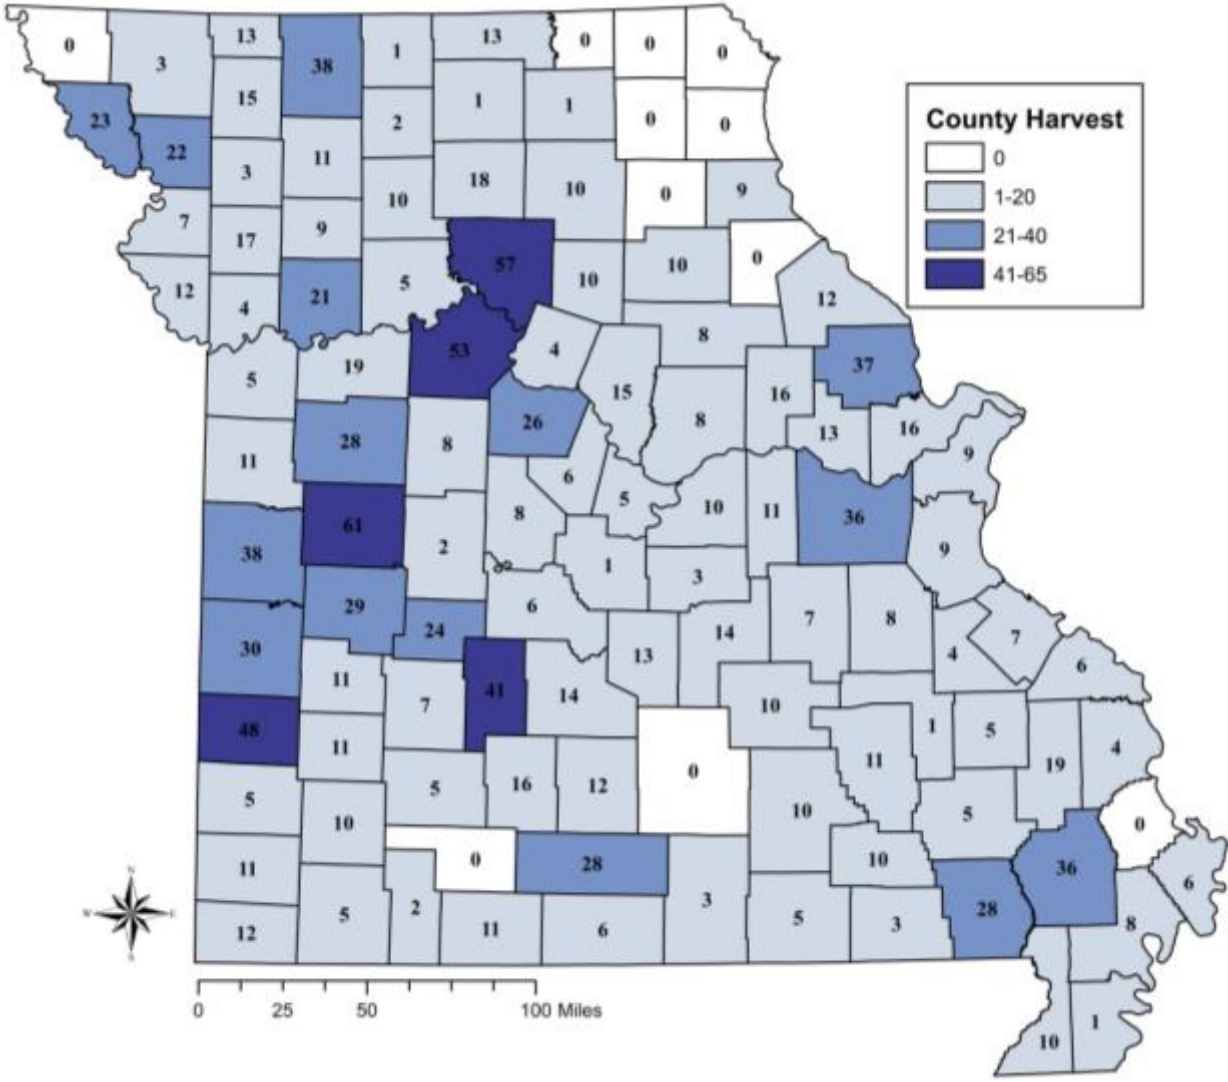 0 3 13 38 1 13 0 0 0
23 22 15 2 1 1 0 0
3 11 10 18 10 0 9
7 17 9 57 10 10 0 12
12 4 21 5
5 19 53 4 15 8 37
11 28 8 26 8 16 13 16 9
38 61 2 8 6 5 10 11 36 9
29 24 6 1 3 7 8 4 7 6
30 11 7 41 14 13 14 10
48 11 11 1 5 19 4
5 5 16 12 0 10 5 0
11 10 0 28 10 36 6
12 5 2 11 6 3 5 3 28 8
10 1
County Harvest
0
1-20
21-40
41-65
N
W E
S
0 25 50 100 Miles